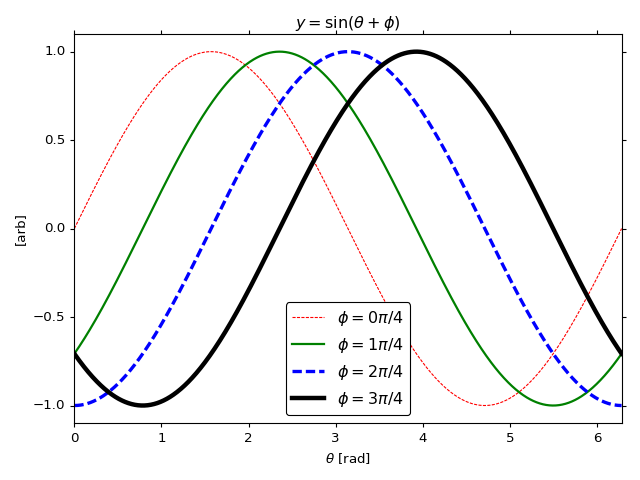 y = sin(θ + ϕ)
1.0
0.5
0.0
−0.5
−1.0
[arb]
ϕ = 0π/4
ϕ = 1π/4
ϕ = 2π/4
ϕ = 3π/4
0 1 2 3 4 5 6
θ [rad]